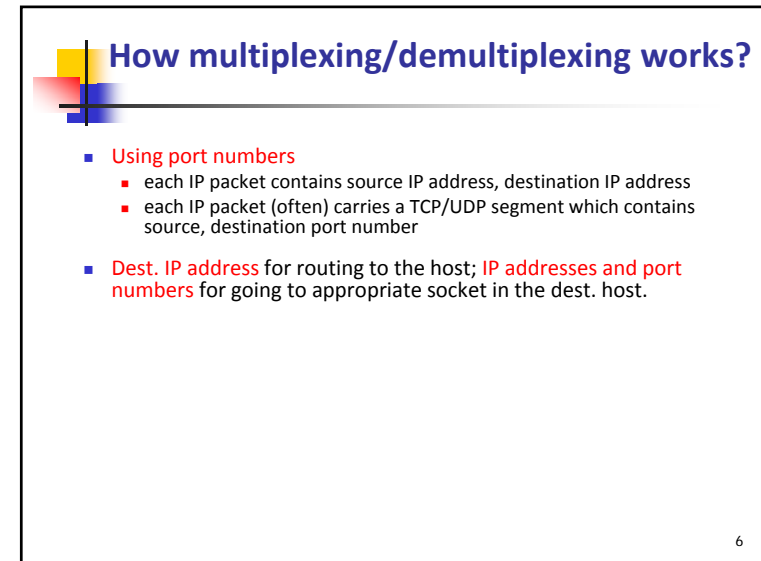 How multiplexing/demultiplexing works?
▪ Using port numbers
▪ each IP packet contains source IP address, destination IP address
▪ each IP packet (often) carries a TCP/UDP segment which contains
source, destination port number
▪ Dest. IP address for routing to the host; IP addresses and port
numbers for going to appropriate socket in the dest. host.
6